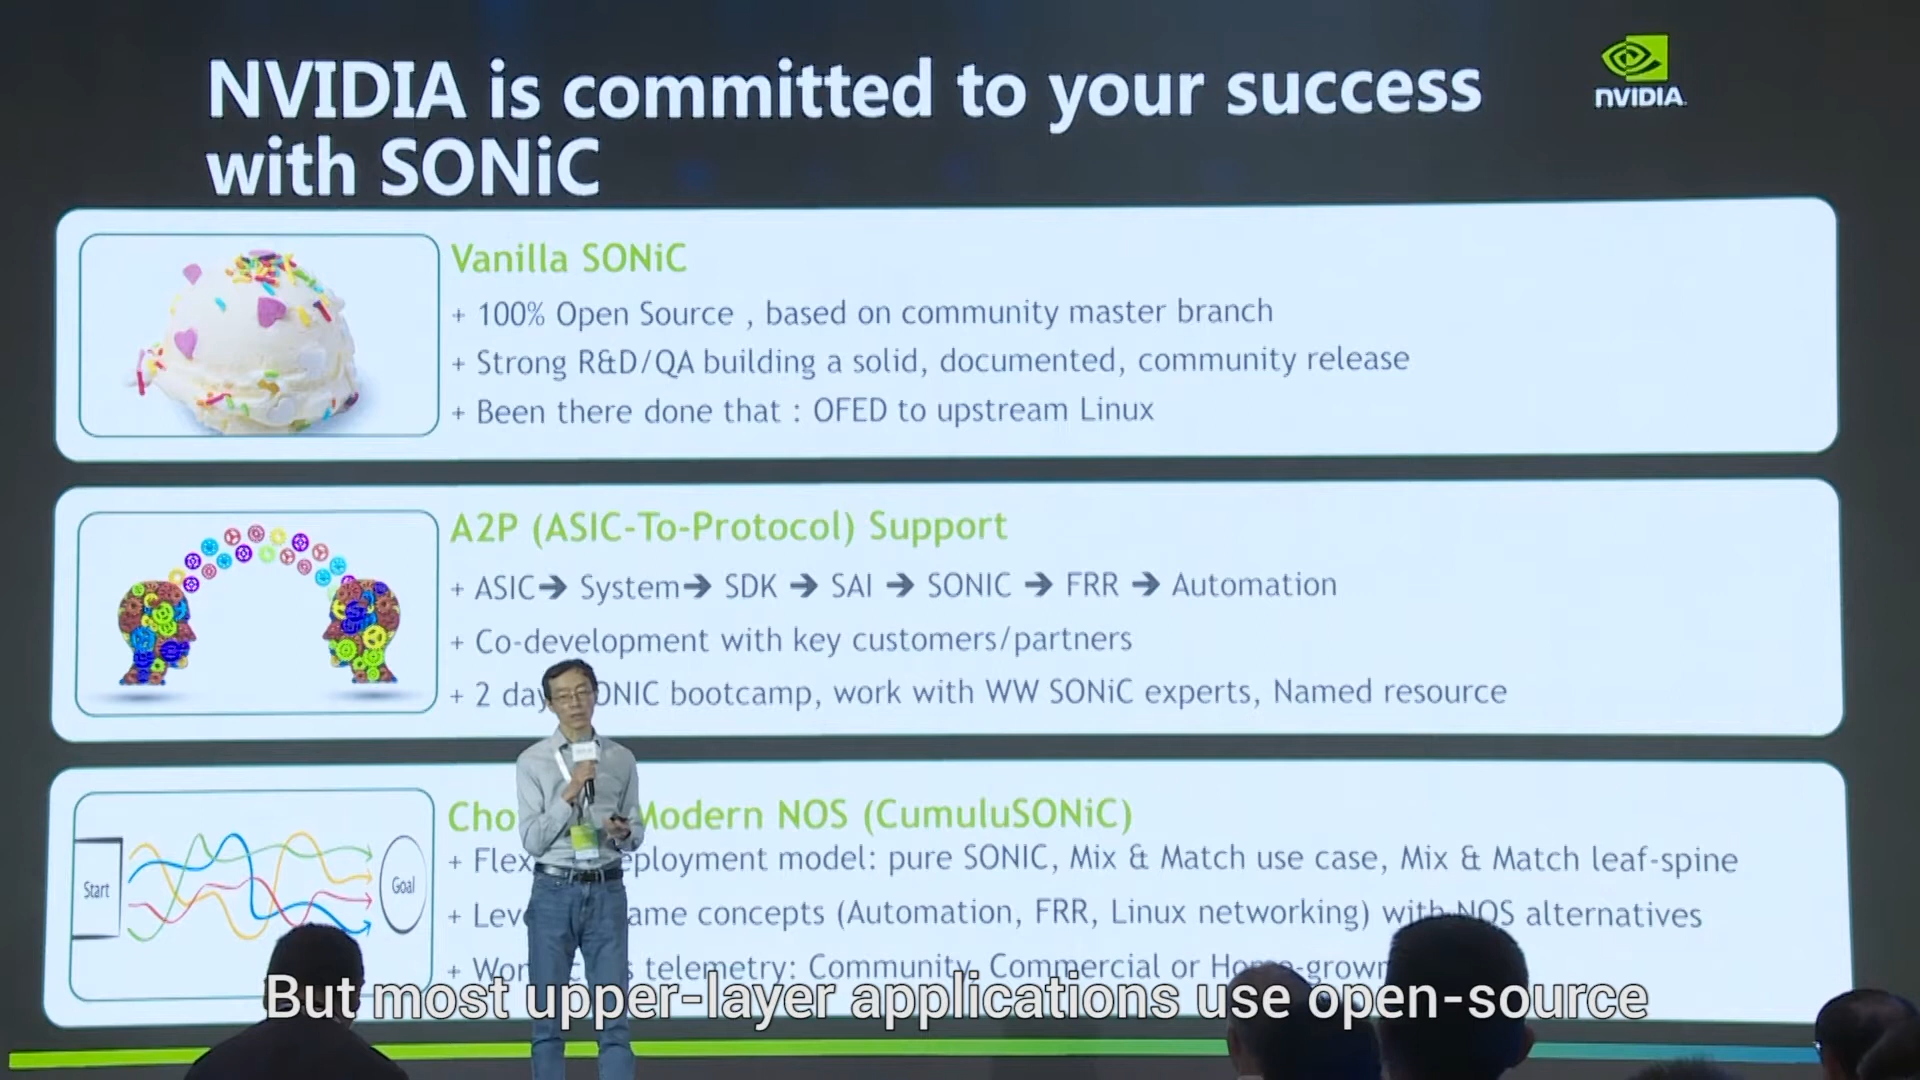 NVIDIA is committed to your success
with SONiC
NVIDIA.
Vanilla SONiC
+ 100% Open Source , based on community master branch
+ Strong R&D/QA building a solid, documented, community release
+ Been there done that : OFED to upstream Linux
A2P (ASIC-To-Protocol) Support
+ ASIC➔ System➔ SDK ➔ SAI ➔ SONIC ➔ FRR ➔ Automation
+ Co-development with key customers/partners
+ 2 day ONIC bootcamp, work with WW SONiC experts, Named resource
Start
Goal
Modern NOS (CumuluSONiC)
+ deployment model: pure SONIC, Mix & Match use case, Mix & Match leaf-spine
+ concepts (Automation, FRR, Linux networking) with NOS alternatives
+ telemetry: Community, Commercial or Home-grown
But most upper-layer applications use open-source